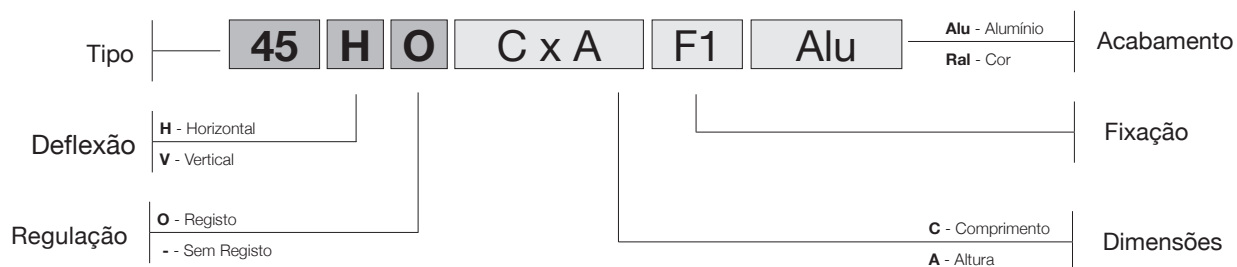 Tipo 45 H O C x A F1 Alu Alu - Alumínio Acabamento
Ral - Cor
Deflexão H - Horizontal Fixação
V - Vertical
Regulação O - Registo C - Comprimento Dimensões
- - Sem Registo A - Altura